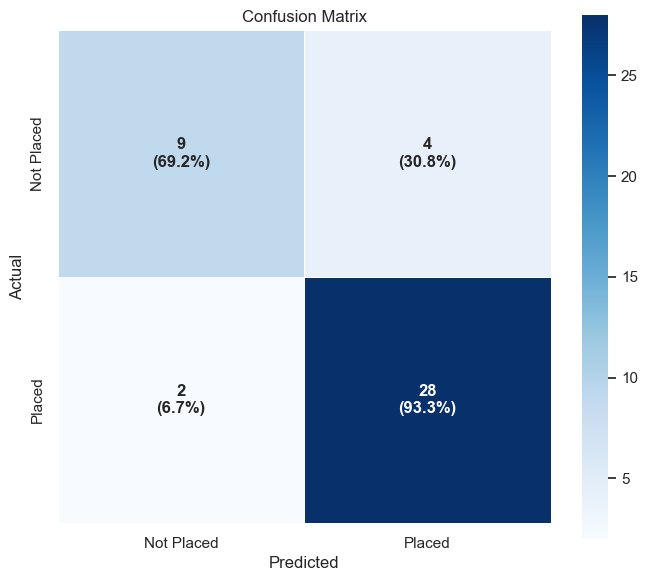 Confusion Matrix
Not Placed
9
(69.2%)
4
(30.8%)
Actual
Placed
2
(6.7%)
28
(93.3%)
Not Placed
Placed
Predicted
25
20
15
10
5